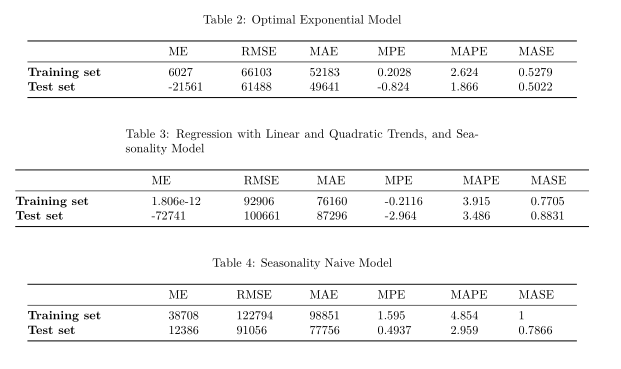 Table 2: Optimal Exponential Model
ME RMSE MAE MPE MAPE MASE
Training set 6027 66103 52183 0.2028 2.624 0.5279
Test set -21561 61488 49641 -0.824 1.866 0.5022
Table 3: Regression with Linear and Quadratic Trends, and Sea-
sonality Model
ME RMSE MAE MPE MAPE MASE
Training set 1.806e-12 92906 76160 -0.2116 3.915 0.7705
Test set -72741 100661 87296 -2.964 3.486 0.8831
Table 4: Seasonality Naive Model
ME RMSE MAE MPE MAPE MASE
Training set 38708 122794 98851 1.595 4.854 1
Test set 12386 91056 77756 0.4937 2.959 0.7866